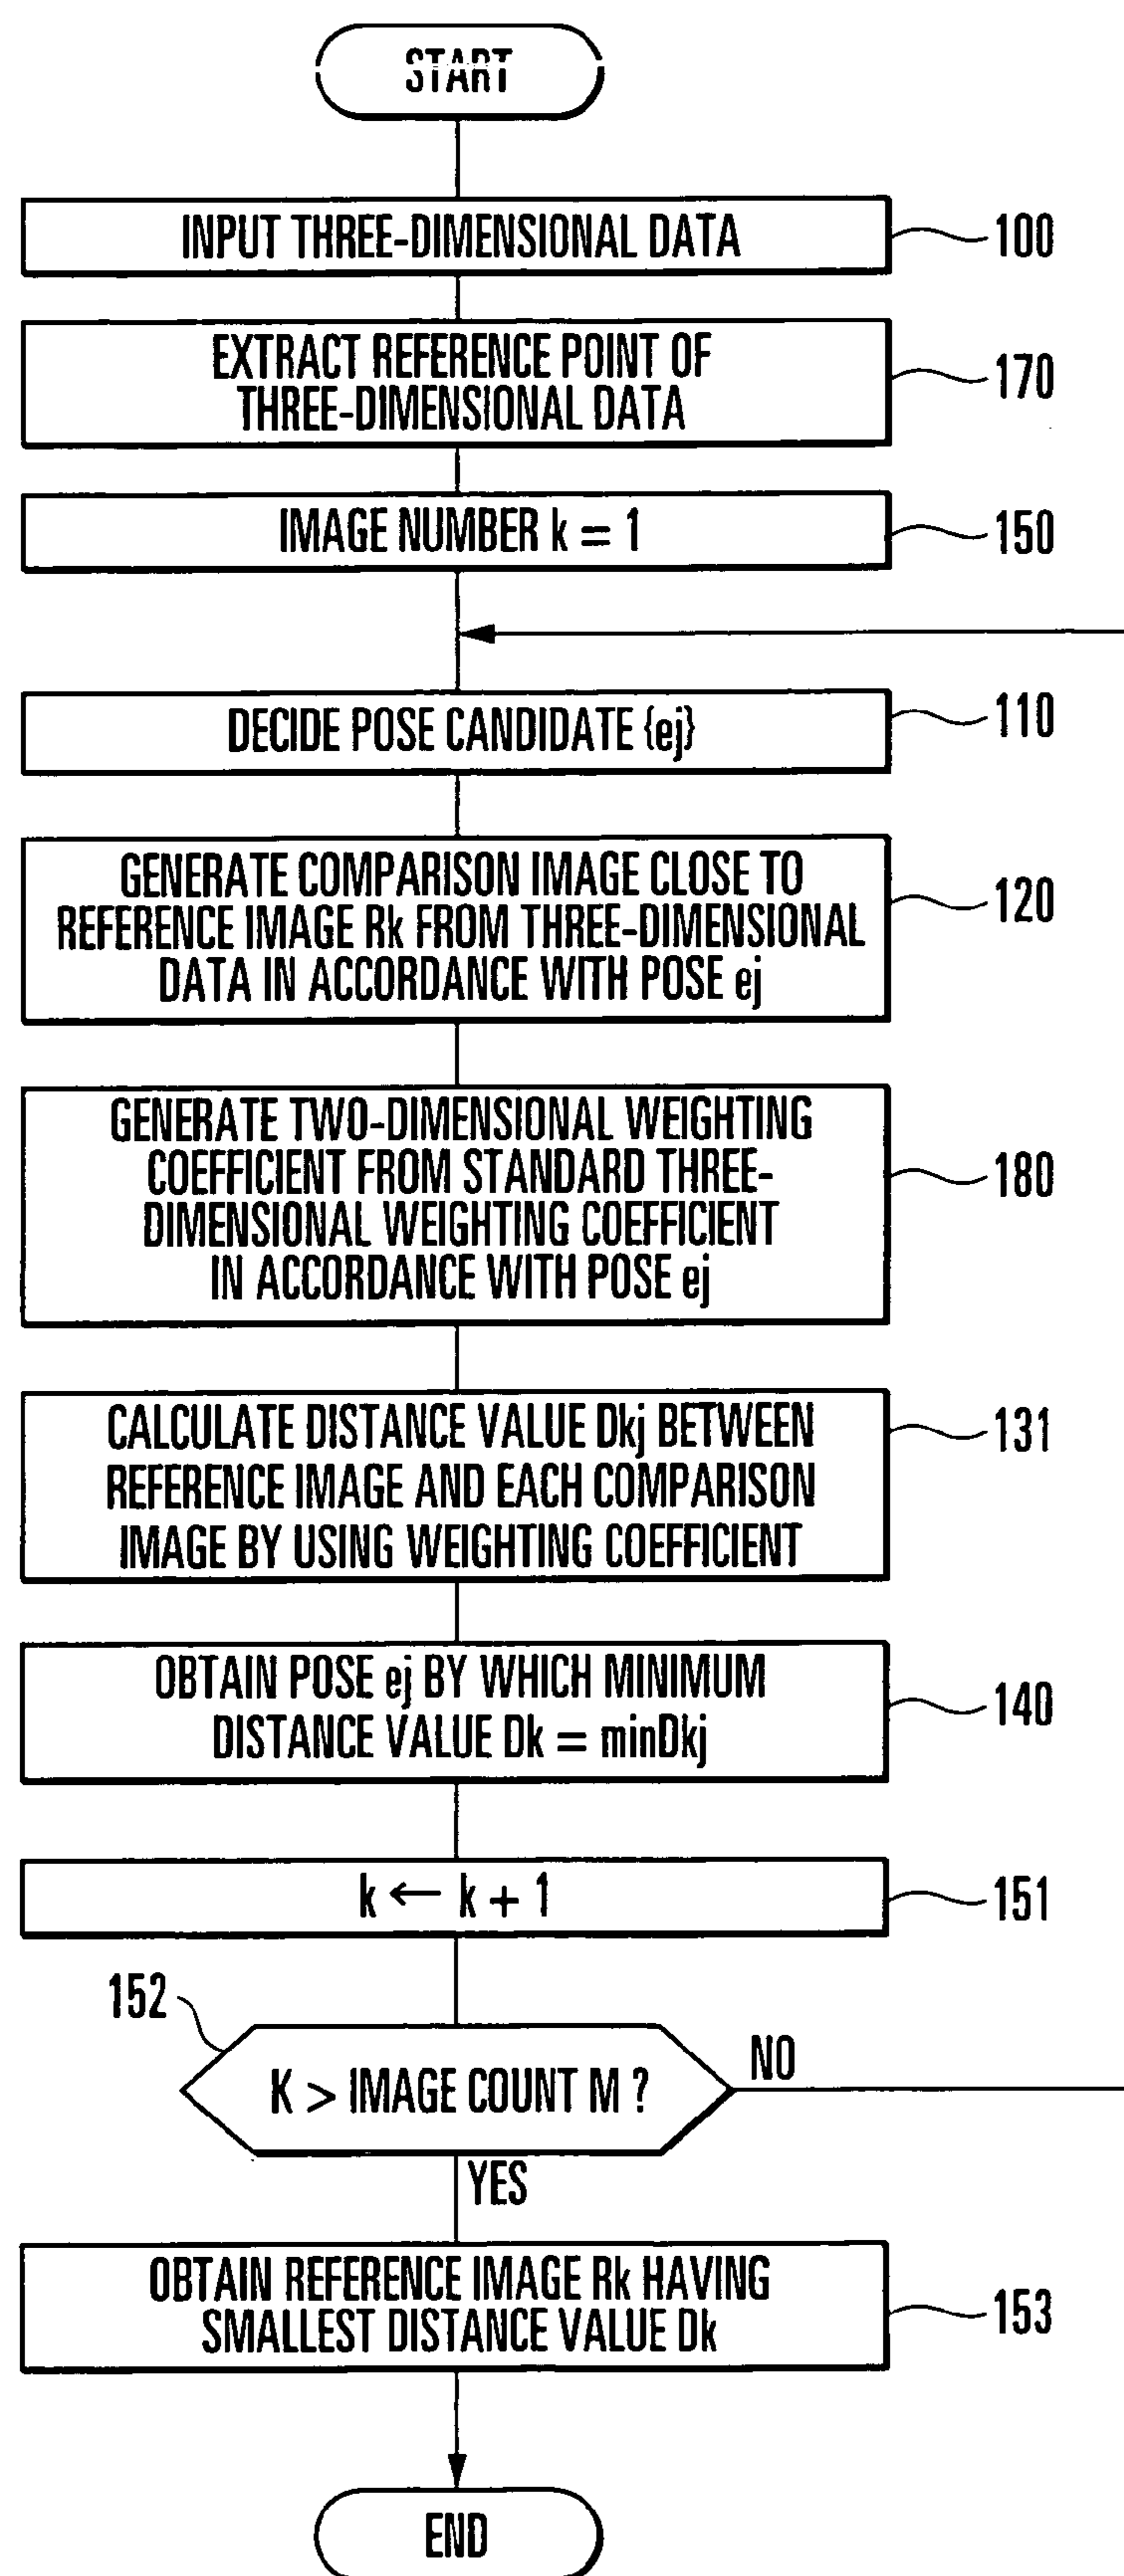 START
INPUT THREE-DIMENSIONAL DATA
100
EXTRACT REFERENCE POINT OF
THREE-DIMENSIONAL DATA
170
IMAGE NUMBER k = 1
150
DECIDE POSE CANDIDATE {ej}
110
GENERATE COMPARISON IMAGE CLOSE TO
REFERENCE IMAGE Rk FROM THREE-DIMENSIONAL
DATA IN ACCORDANCE WITH POSE ej
120
GENERATE TWO-DIMENSIONAL WEIGHTING
COEFFICIENT FROM STANDARD THREE-
DIMENSIONAL WEIGHTING COEFFICIENT
IN ACCORDANCE WITH POSE ej
180
CALCULATE DISTANCE VALUE Dkj BETWEEN
REFERENCE IMAGE AND EACH COMPARISON
IMAGE BY USING WEIGHTING COEFFICIENT
131
OBTAIN POSE ej BY WHICH MINIMUM
DISTANCE VALUE Dk = minDkj
140
k ← k + 1
151
152
K > IMAGE COUNT M ?
NO
YES
OBTAIN REFERENCE IMAGE Rk HAVING
SMALLEST DISTANCE VALUE Dk
153
END